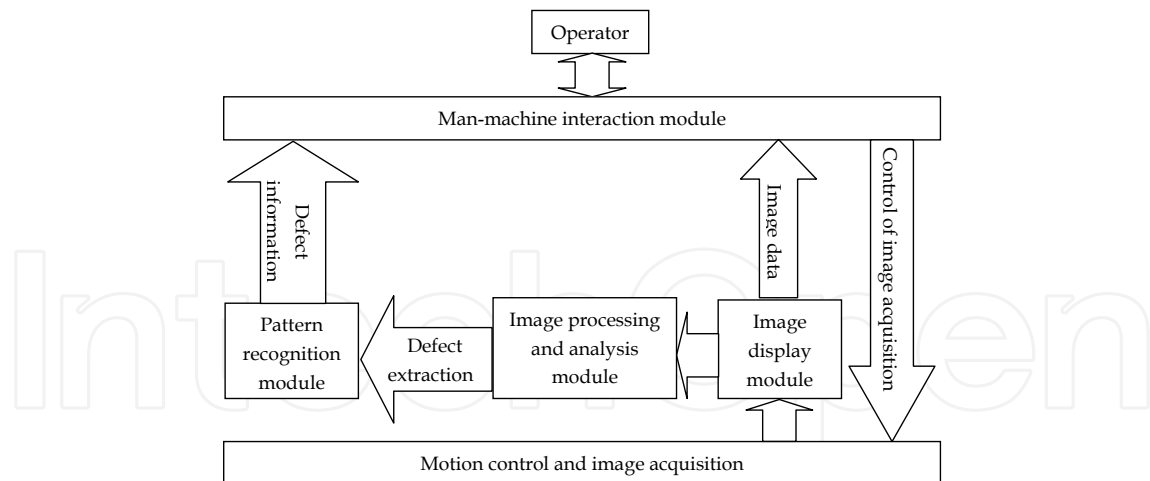 Operator
Man-machine interaction module
Defect
information
Image data
Control of image acquisition
Pattern
recognition
module
Defect
extraction
Image processing
and analysis
module
Image
display
module
Motion control and image acquisition
IntechOpen